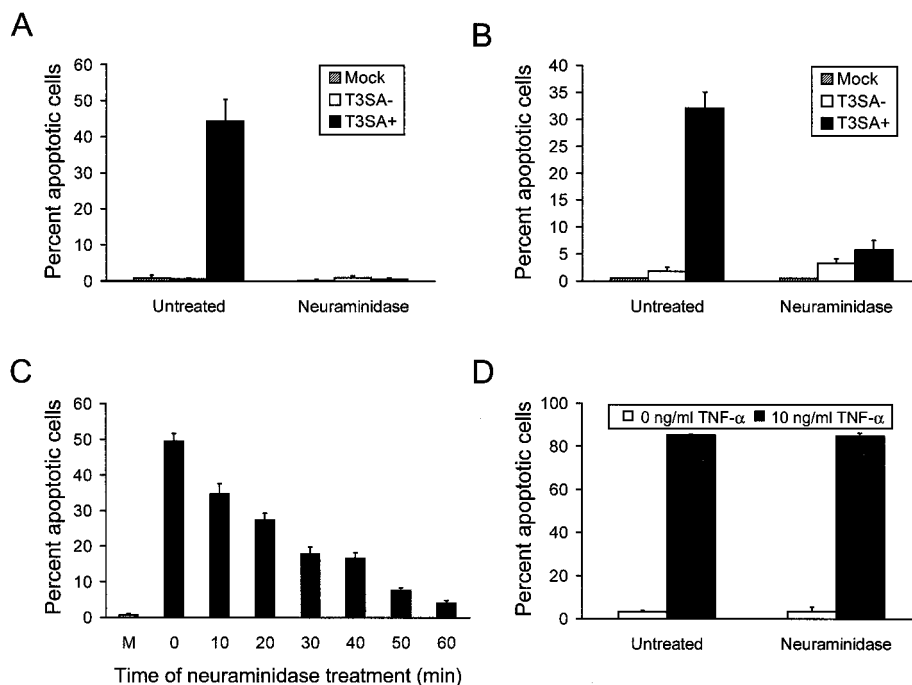 A
Percent apoptotic cells
60
50
40
30
20
10
0
Mock
T3SA-
T3SA+
Untreated
Neuraminidase
B
Percent apoptotic cells
40
35
30
25
20
15
10
5
0
Mock
T3SA-
T3SA+
Untreated
Neuraminidase
C
Percent apoptotic cells
60
50
40
30
20
10
0
M 0 10 20 30 40 50 60
Time of neuraminidase treatment (min)
D
Percent apoptotic cells
100
80
60
40
20
0
0 ng/ml TNF-α 10 ng/ml TNF-α
Untreated
Neuraminidase